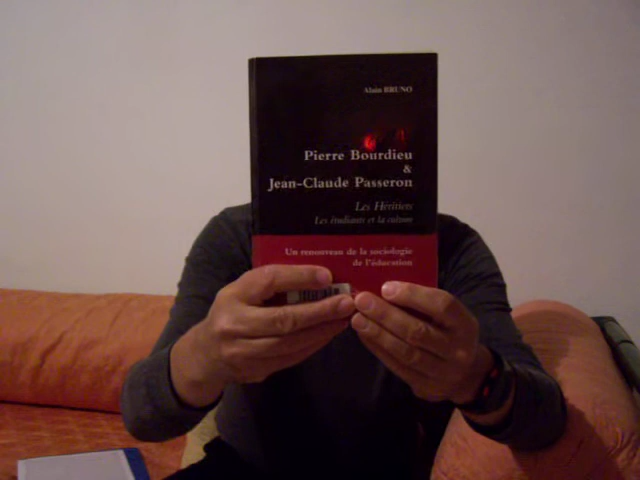 Alain BRUNO
Pierre Bourdieu
&
Jean-Claude Passeron
Les Héritiers
Les étudiants et la culture
Un renouveau de la sociologie
de l'éducation